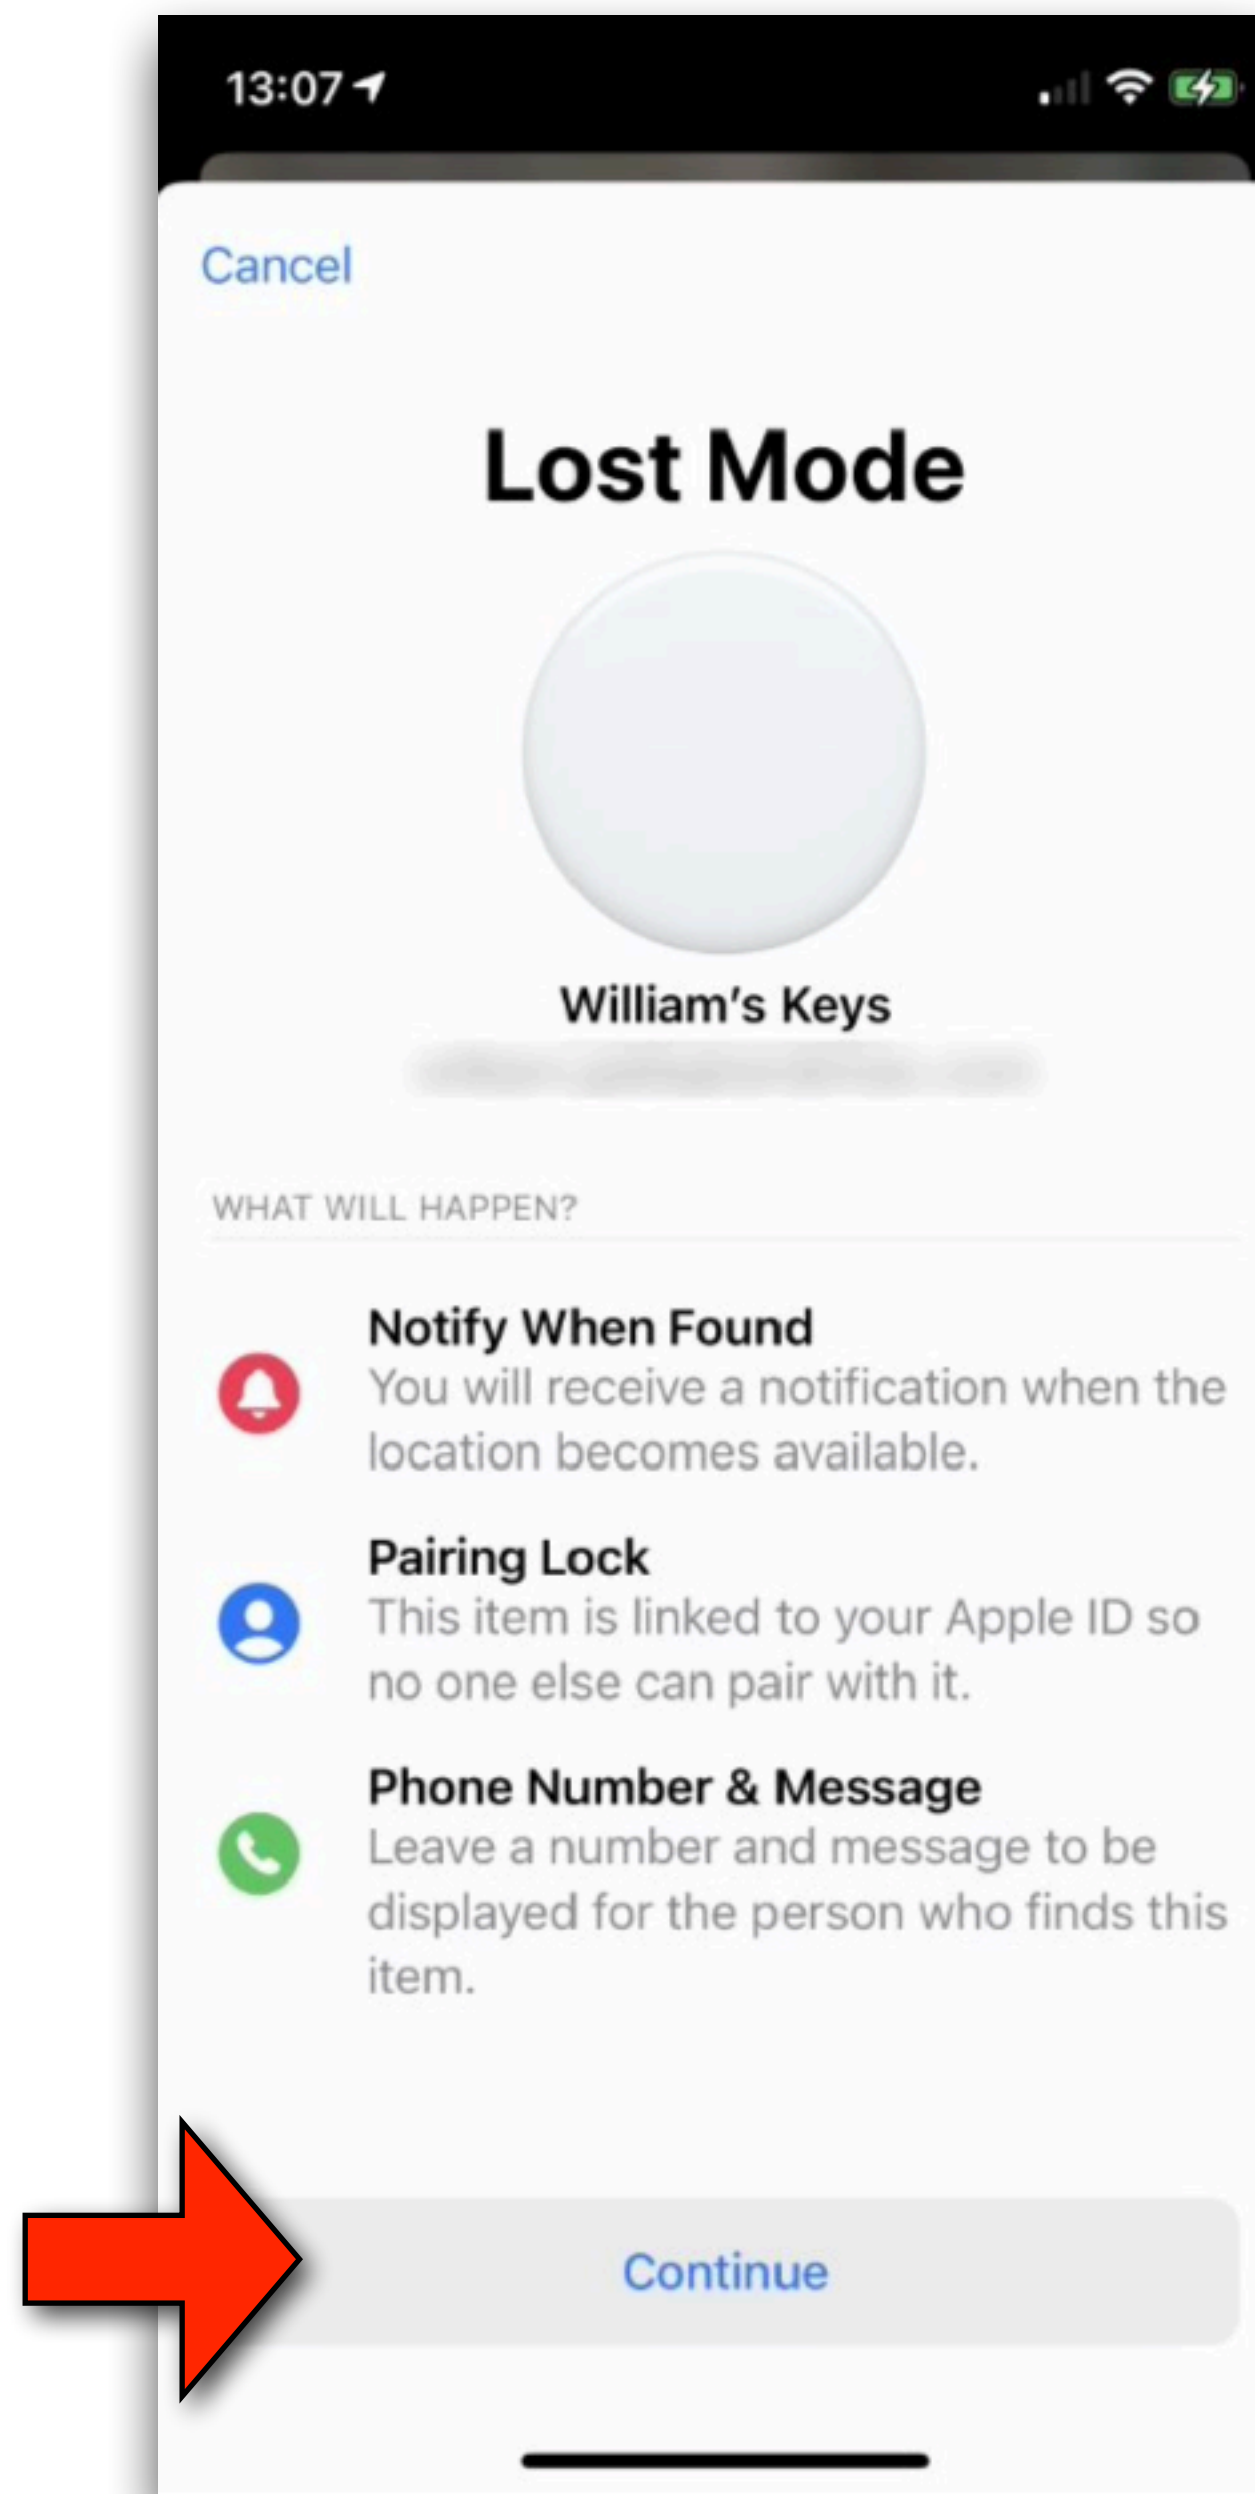 13:07
Cancel
Lost Mode
William's Keys
WHAT WILL HAPPEN?
Notify When Found
You will receive a notification when the
location becomes available.
Pairing Lock
This item is linked to your Apple ID so
no one else can pair with it.
Phone Number & Message
Leave a number and message to be
displayed for the person who finds this
item.
Continue